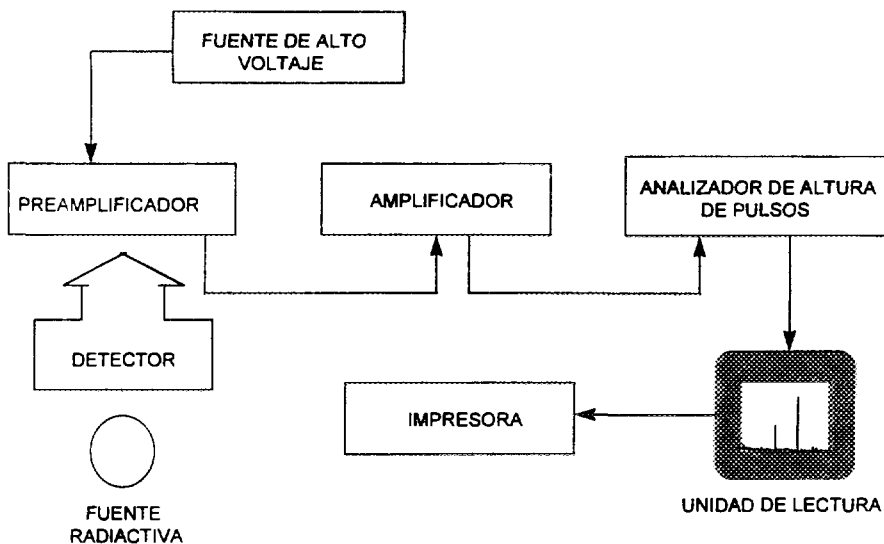 FUENTE DE ALTO
VOLTAJE
PREAMPLIFICADOR
AMPLIFICADOR
ANALIZADOR DE ALTURA
DE PULSOS
DETECTOR
IMPRESORA
FUENTE
RADIACTIVA
UNIDAD DE LECTURA